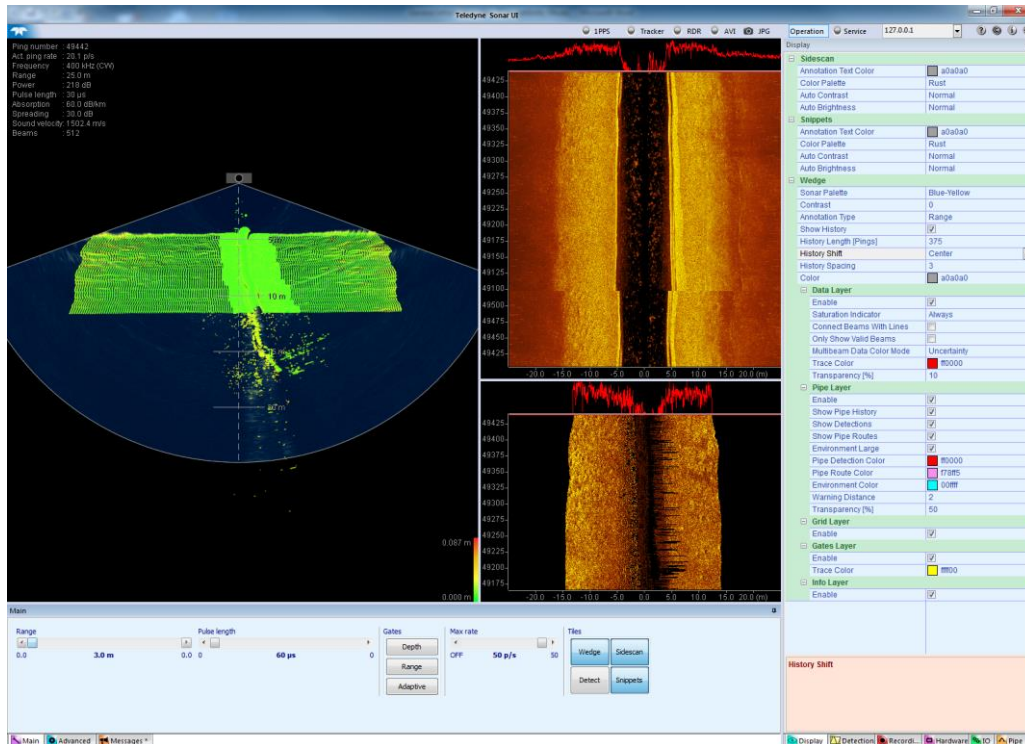 Teledyne Sonar UI
1PPS Tracker RDR AVI JPG Operation Service 127.0.0.1
Ping number : 49442
Act. ping rate : 20.1 p/s
Frequency : 400 kHz (CW)
Range : 25.0 m
Power : 218 dB
Pulse length : 30 µs
Absorption : 60.0 dB/km
Spreading : 30.0 dB
Sound velocity: 1502.4 m/s
Beams : 512
10 m
0.087 m
0.000 m
49425
49400
49375
49350
49325
49300
49275
49250
49225
49200
49175
49150
49125
49100
49500
49475
49450
49425
-20.0 -15.0 -10.0 -5.0 0.0 5.0 10.0 15.0 20.0 (m)
49425
49400
49375
49350
49325
49300
49275
49250
49225
49200
49175
-20.0 -15.0 -10.0 -5.0 0.0 5.0 10.0 15.0 20.0 (m)
Display
Sidescan
Annotation Text Color a0a0a0
Color Palette Rust
Auto Contrast Normal
Auto Brightness Normal
Snippets
Annotation Text Color a0a0a0
Color Palette Rust
Auto Contrast Normal
Auto Brightness Normal
Wedge
Sonar Palette Blue-Yellow
Contrast 0
Annotation Type Range
Show History
History Length [Pings] 375
History Shift Center
History Spacing 3
Color a0a0a0
Data Layer
Enable
Saturation Indicator Always
Connect Beams With Lines
Only Show Valid Beams
Multibeam Data Color Mode Uncertainty
Trace Color ff0000
Transparency [%] 10
Pipe Layer
Enable
Show Pipe History
Show Detections
Show Pipe Routes
Environment Large
Pipe Detection Color ff0000
Pipe Route Color f78ff5
Environment Color 00ffff
Warning Distance 2
Transparency [%] 50
Grid Layer
Enable
Gates Layer
Enable
Trace Color ffff00
Info Layer
Enable
History Shift
Main
Range Pulse length Gates Max rate Tiles
Depth Wedge Sidescan
0.0 3.0 m 0.0 0 60 µs 0 Range OFF 50 p/s 50
Detect Snippets
Adaptive
Main Advanced Messages * Display Detection Recordi... Hardware IO Pipe